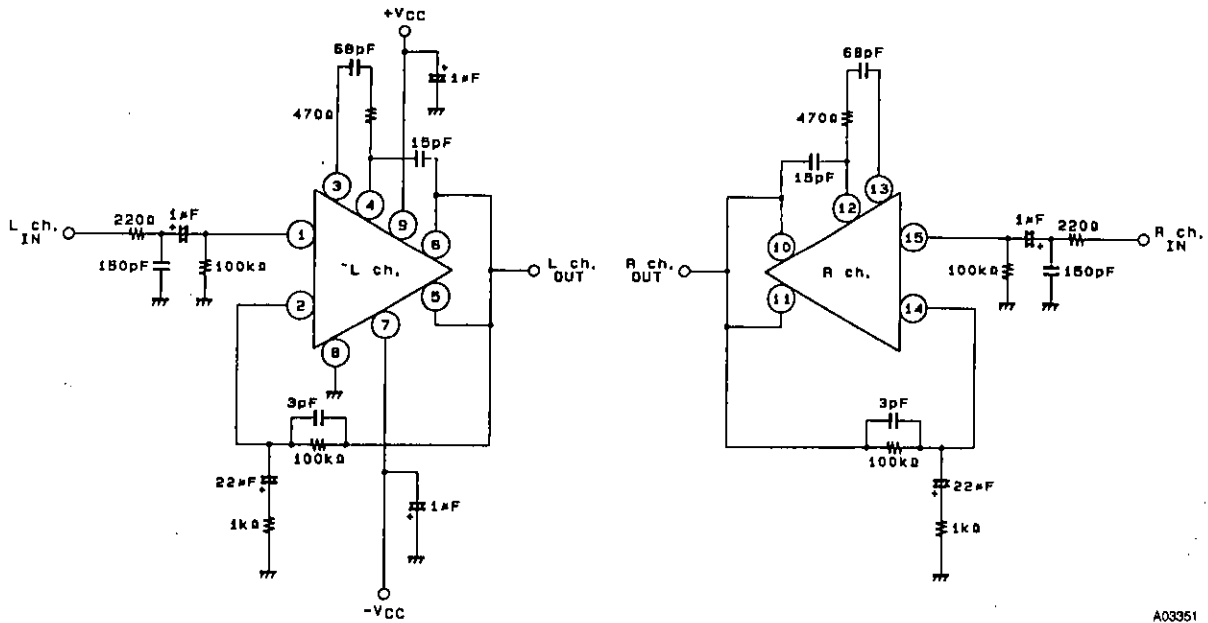 +VCC
68pF
1µF
470Ω
15pF
3
4
9
6
L ch.
IN
220Ω
1µF
+
1
150pF
100kΩ
~L ch.
L ch.
OUT
2
5
7
8
3pF
100kΩ
22µF
+
1kΩ
1µF
+
-VCC
68pF
470Ω
15pF
13
12
10
R ch.
OUT
R ch.
11
15
1µF
+
220Ω
R ch.
IN
100kΩ
150pF
14
3pF
100kΩ
22µF
+
1kΩ
A03351